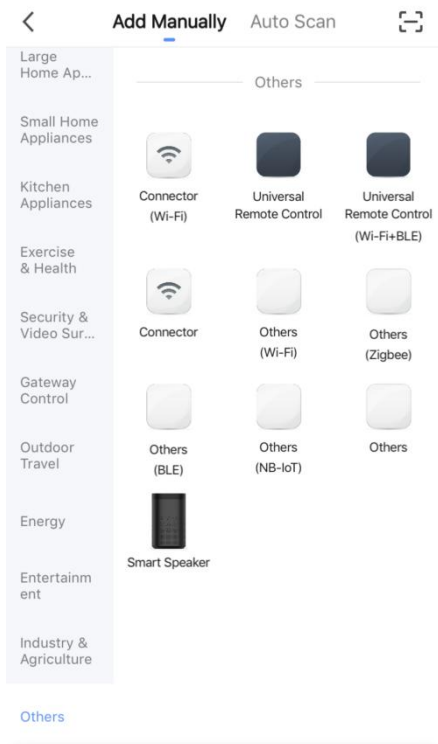 Add Manually Auto Scan
Large
Home Ap...
Small Home
Appliances
Kitchen
Appliances
Exercise
& Health
Security &
Video Sur...
Gateway
Control
Outdoor
Travel
Energy
Entertainm
ent
Industry &
Agriculture
Others
Others
Connector
(Wi-Fi)
Universal
Remote Control
Universal
Remote Control
(Wi-Fi+BLE)
Connector
Others
(Wi-Fi)
Others
(Zigbee)
Others
(BLE)
Others
(NB-IoT)
Others
Smart Speaker